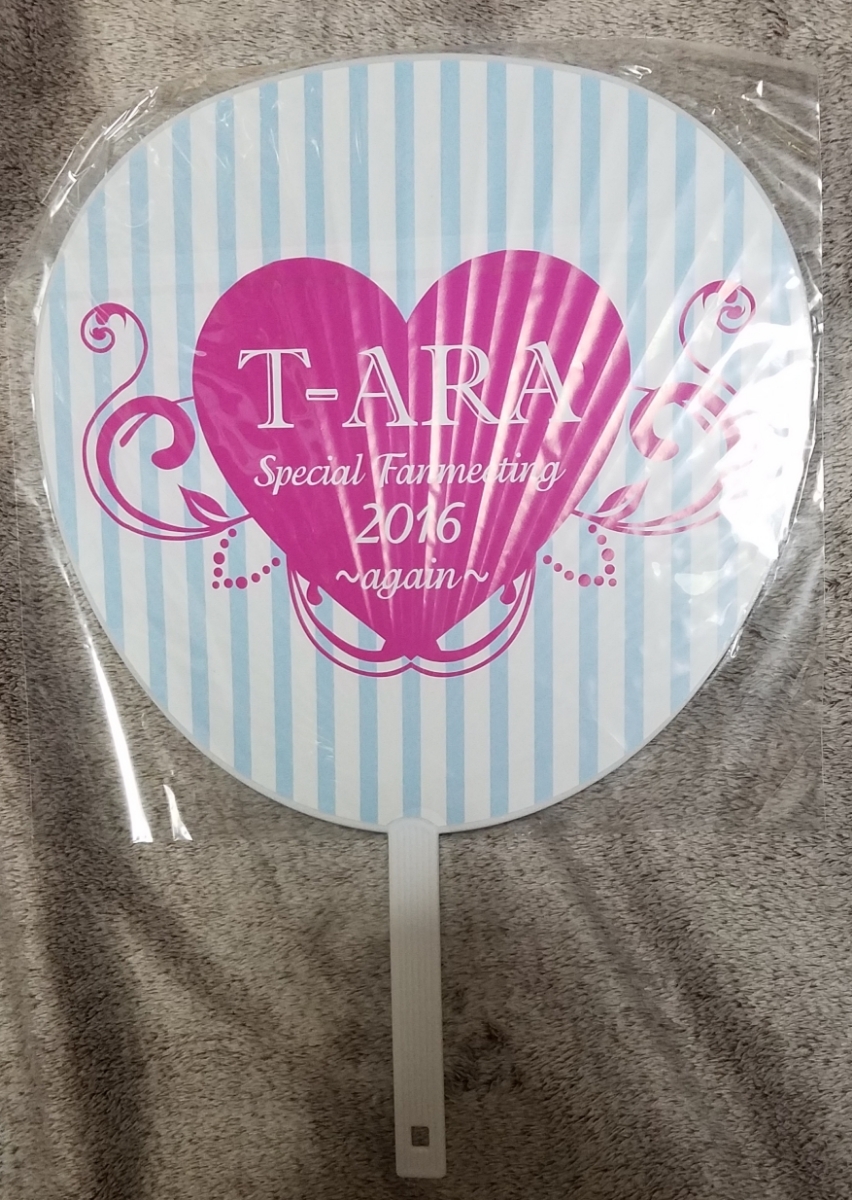 T-ARA
Special Fanmeeting
2016
~again~